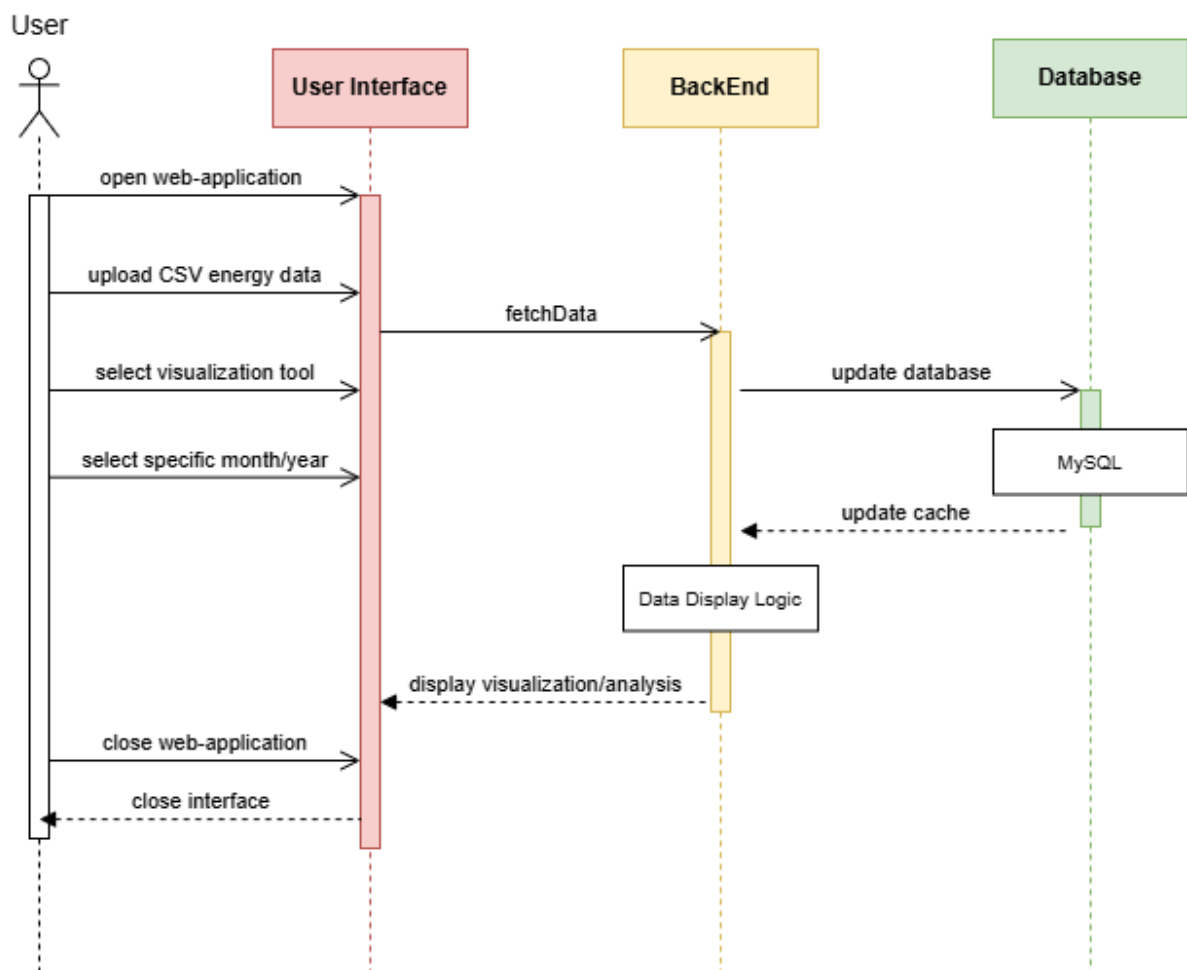 User
User Interface
BackEnd
Database
open web-application
upload CSV energy data
fetchData
select visualization tool
update database
select specific month/year
MySQL
update cache
Data Display Logic
display visualization/analysis
close web-application
close interface